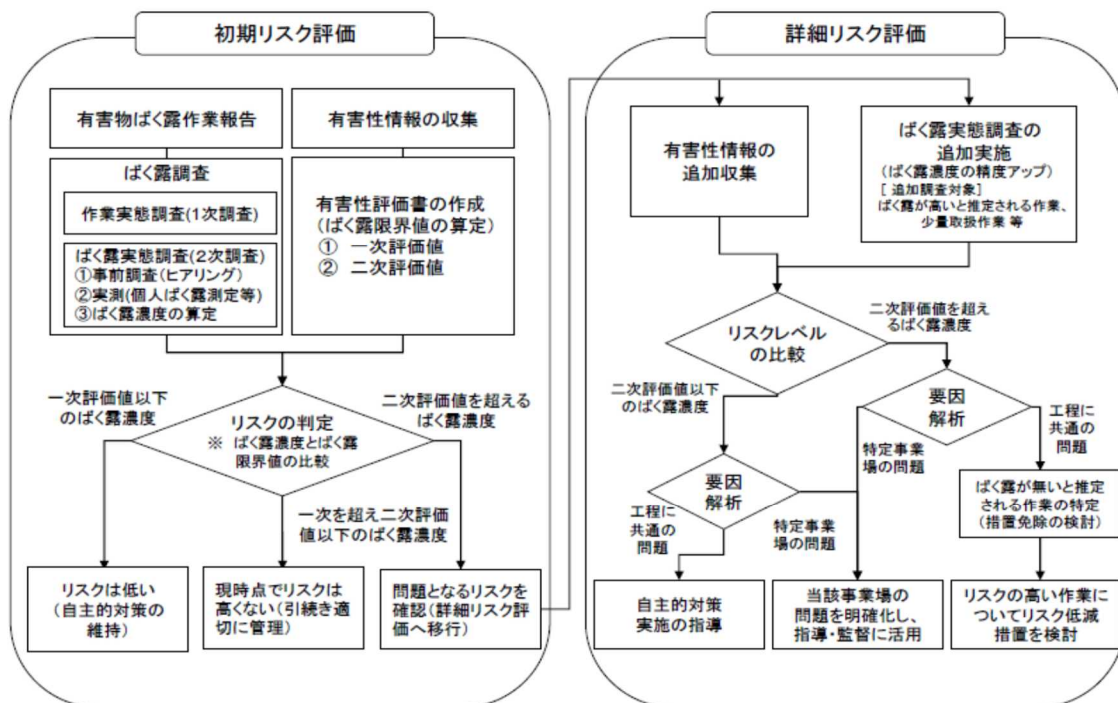 初期リスク評価
有害物ばく露作業報告
有害性情報の収集
ばく露調査
作業実態調査(1次調査)
ばく露実態調査(2次調査)
①事前調査(ヒアリング)
②実測(個人ばく露測定等)
③ばく露濃度の算定
有害性評価書の作成
(ばく露限界値の算定)
① 一次評価値
② 二次評価値
一次評価値以下
のばく露濃度
リスクの判定
※ ばく露濃度とばく露
限界値の比較
二次評価値を超える
ばく露濃度
一次を超え二次評価
値以下のばく露濃度
リスクは低い
(自主的対策の
維持)
現時点でリスクは
高くない(引続き適
切に管理)
問題となるリスクを
確認(詳細リスク評
価へ移行)
詳細リスク評価
有害性情報の
追加収集
ばく露実態調査の
追加実施
(ばく露濃度の精度アップ)
[ 追加調査対象]
ばく露が高いと推定される作業、
少量取扱作業 等
リスクレベル
の比較
二次評価値を超え
るばく露濃度
二次評価値以下
のばく露濃度
要因
解析
工程に
共通の
問題
特定事業
場の問題
ばく露が無いと推定
される作業の特定
(措置免除の検討)
要因
解析
工程に
共通の
問題
特定事業
場の問題
自主的対策
実施の指導
当該事業場の
問題を明確化し、
指導・監督に活用
リスクの高い作業に
ついてリスク低減
措置を検討